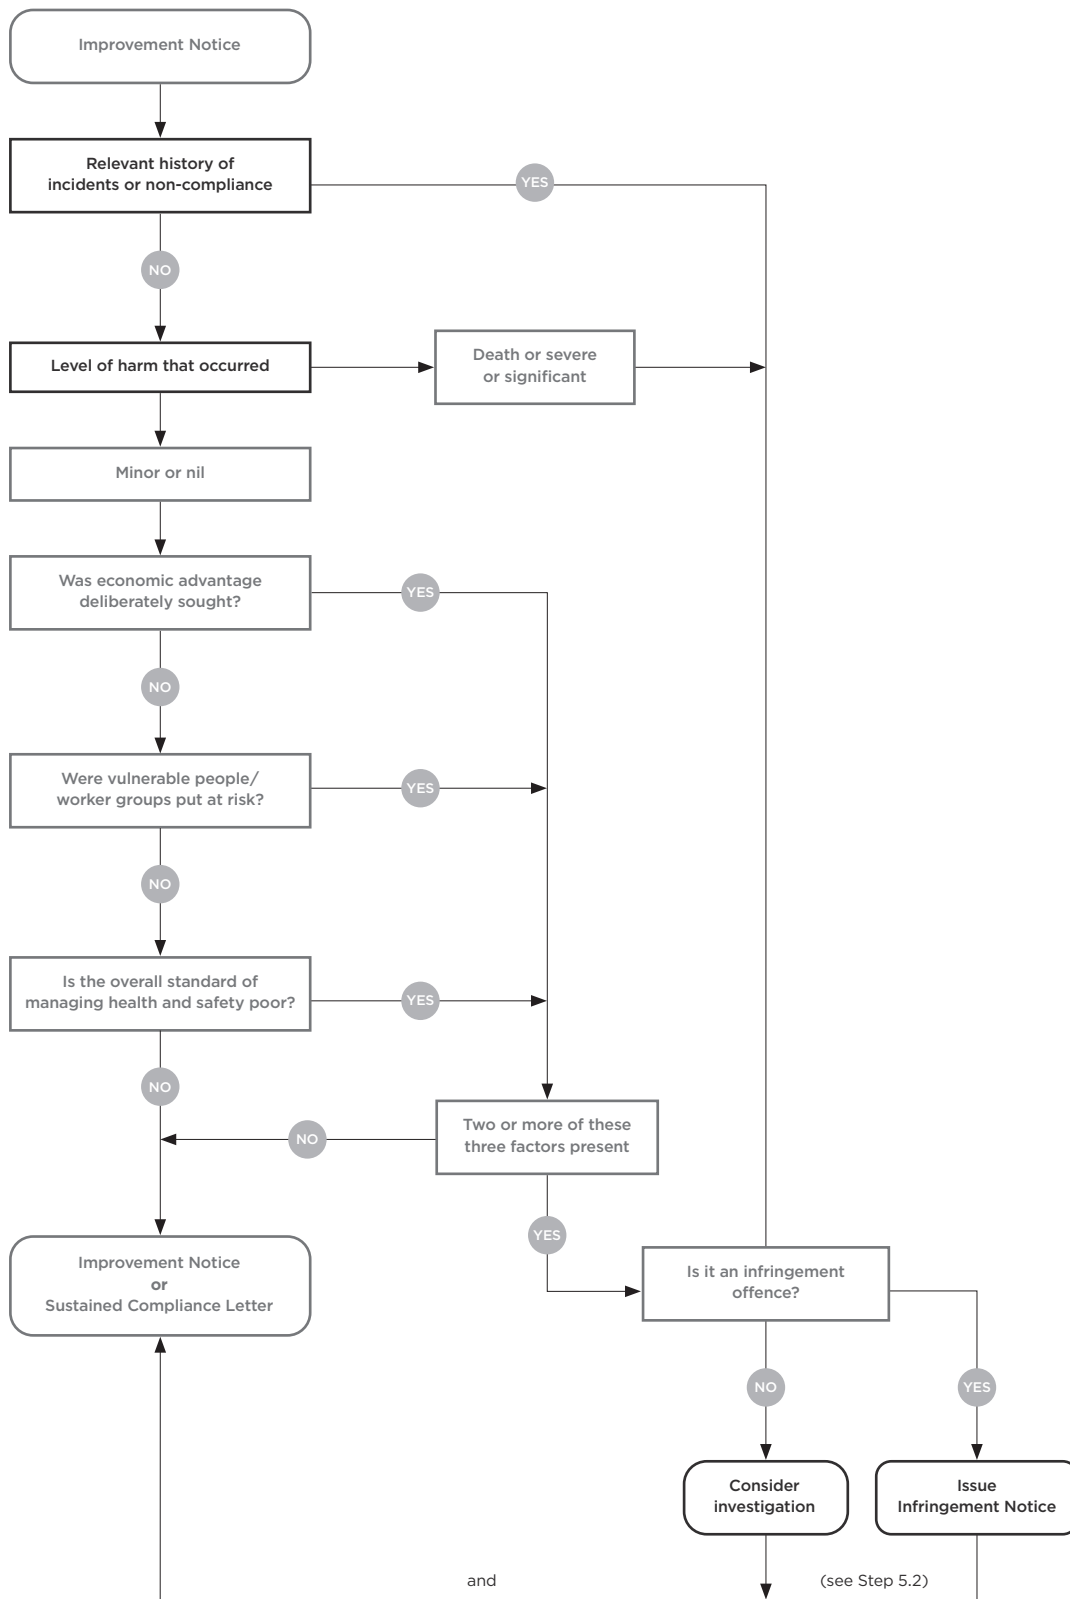 Improvement Notice
Relevant history of
incidents or non-compliance
YES
NO
Level of harm that occurred
Death or severe
or significant
Minor or nil
Was economic advantage
deliberately sought?
YES
NO
Were vulnerable people/
worker groups put at risk?
YES
NO
Is the overall standard of
managing health and safety poor?
YES
NO
Two or more of these
three factors present
NO
YES
Improvement Notice
or
Sustained Compliance Letter
Is it an infringement
offence?
NO
YES
Consider
investigation
Issue
Infringement Notice
and
(see Step 5.2)